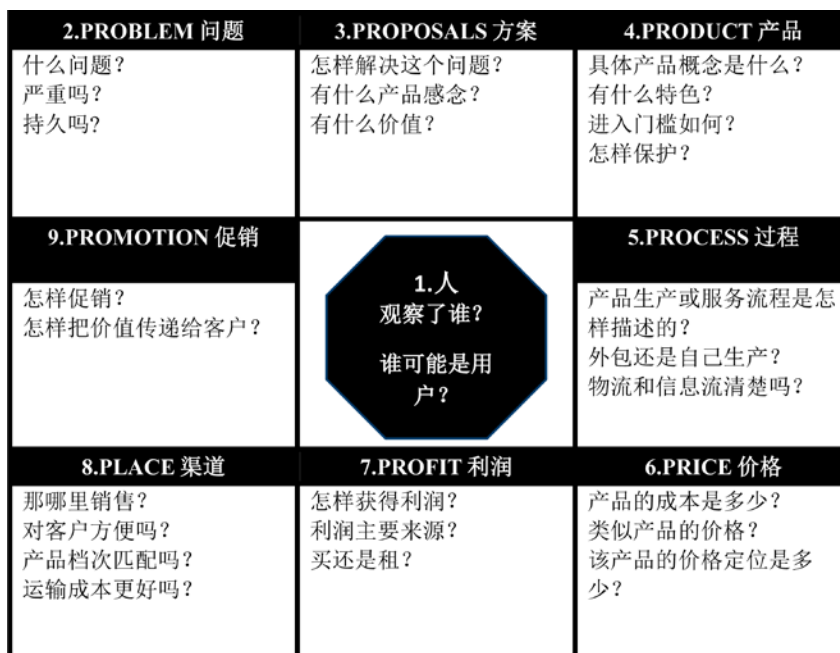 2.PROBLEM 问题
什么问题？
严重吗？
持久吗?
3.PROPOSALS 方案
怎样解决这个问题？
有什么产品感念？
有什么价值？
4.PRODUCT 产品
具体产品概念是什么？
有什么特色？
进入门槛如何？
怎样保护？
9.PROMOTION 促销
怎样促销？
怎样把价值传递给客户？
1.人
观察了谁？
谁可能是用
户？
5.PROCESS 过程
产品生产或服务流程是怎
样描述的？
外包还是自己生产？
物流和信息流清楚吗？
8.PLACE 渠道
那哪里销售？
对客户方便吗？
产品档次匹配吗？
运输成本更好吗？
7.PROFIT 利润
怎样获得利润？
利润主要来源？
买还是租？
6.PRICE 价格
产品的成本是多少？
类似产品的价格？
该产品的价格定位是多
少？